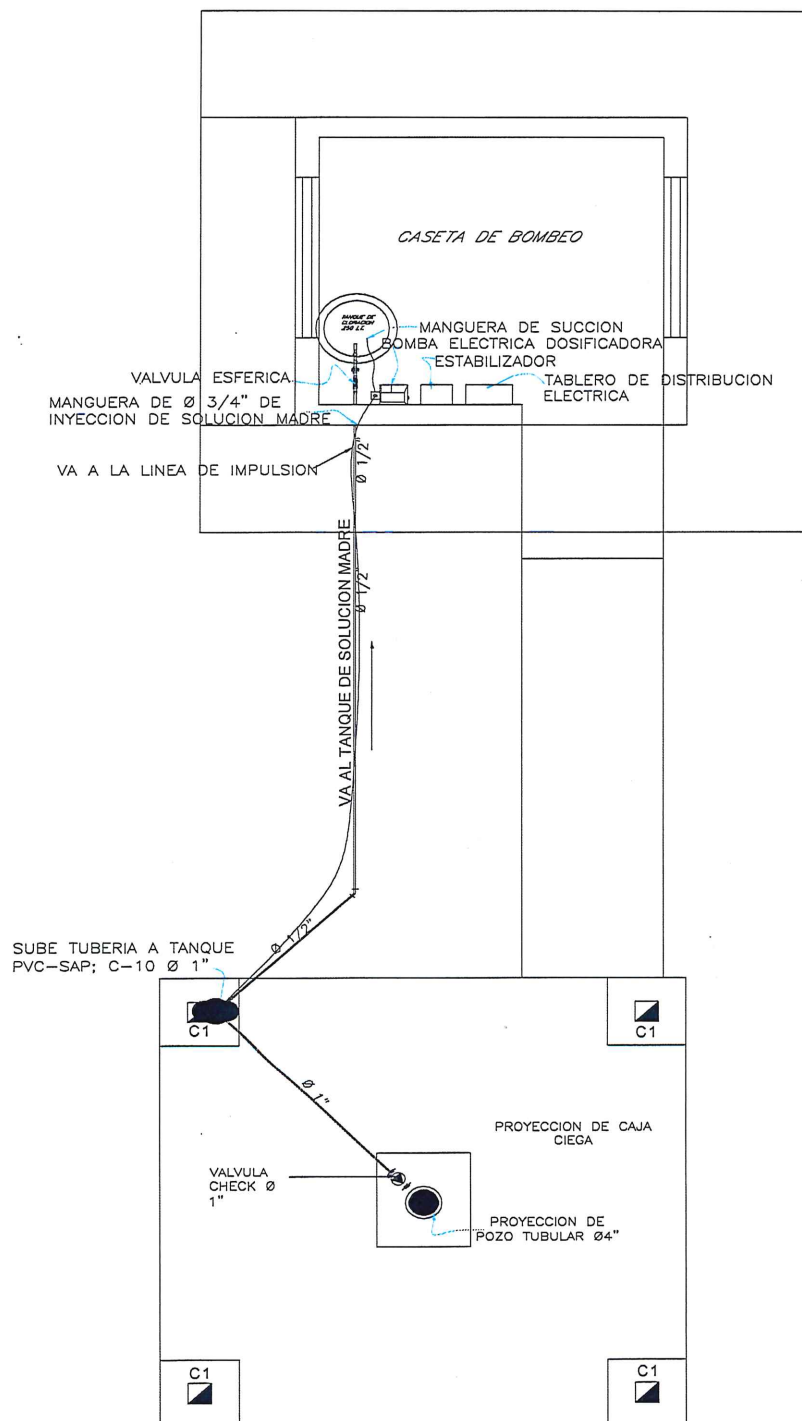 CASETA DE BOMBEO
TANQUE DE
CLORACION
250 LT.
MANGUERA DE SUCCION
BOMBA ELECTRICA DOSIFICADORA
ESTABILIZADOR
TABLERO DE DISTRIBUCION
ELECTRICA
VALVULA ESFERICA
MANGUERA DE Ø 3/4" DE
INYECCION DE SOLUCION MADRE
VA A LA LINEA DE IMPULSION
Ø 1/2"
Ø 1/2"
VA AL TANQUE DE SOLUCION MADRE
Ø 1/2"
SUBE TUBERIA A TANQUE
PVC-SAP; C-10 Ø 1"
C1
C1
Ø 1"
PROYECCION DE CAJA
CIEGA
VALVULA
CHECK Ø
1"
PROYECCION DE
POZO TUBULAR Ø4"
C1
C1